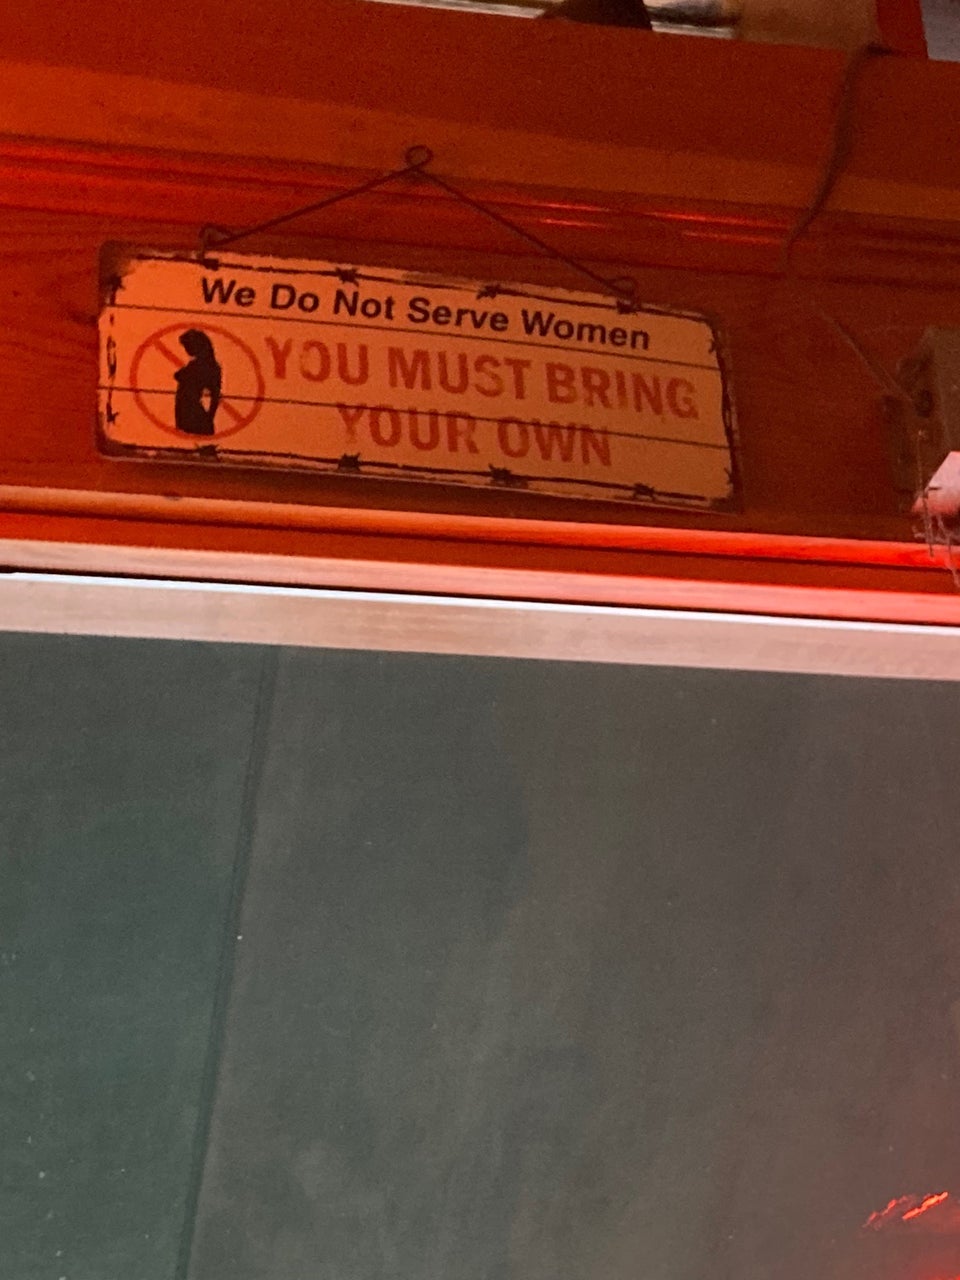 We Do Not Serve Women
YOU MUST BRING
YOUR OWN